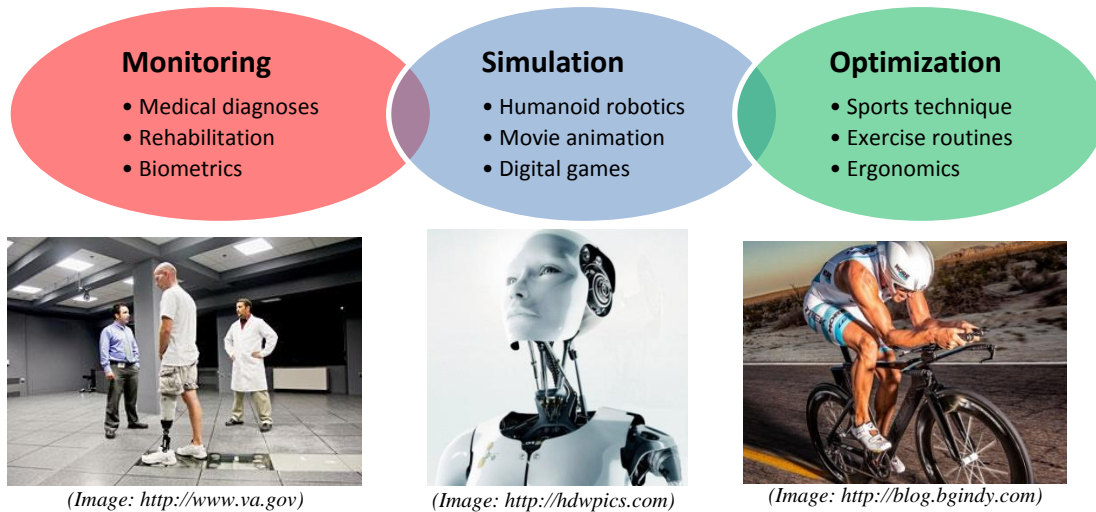 Monitoring
• Medical diagnoses
• Rehabilitation
• Biometrics
Simulation
• Humanoid robotics
• Movie animation
• Digital games
Optimization
• Sports technique
• Exercise routines
• Ergonomics
(Image: http://www.va.gov)
(Image: http://hdwpics.com)
(Image: http://blog.bgindy.com)